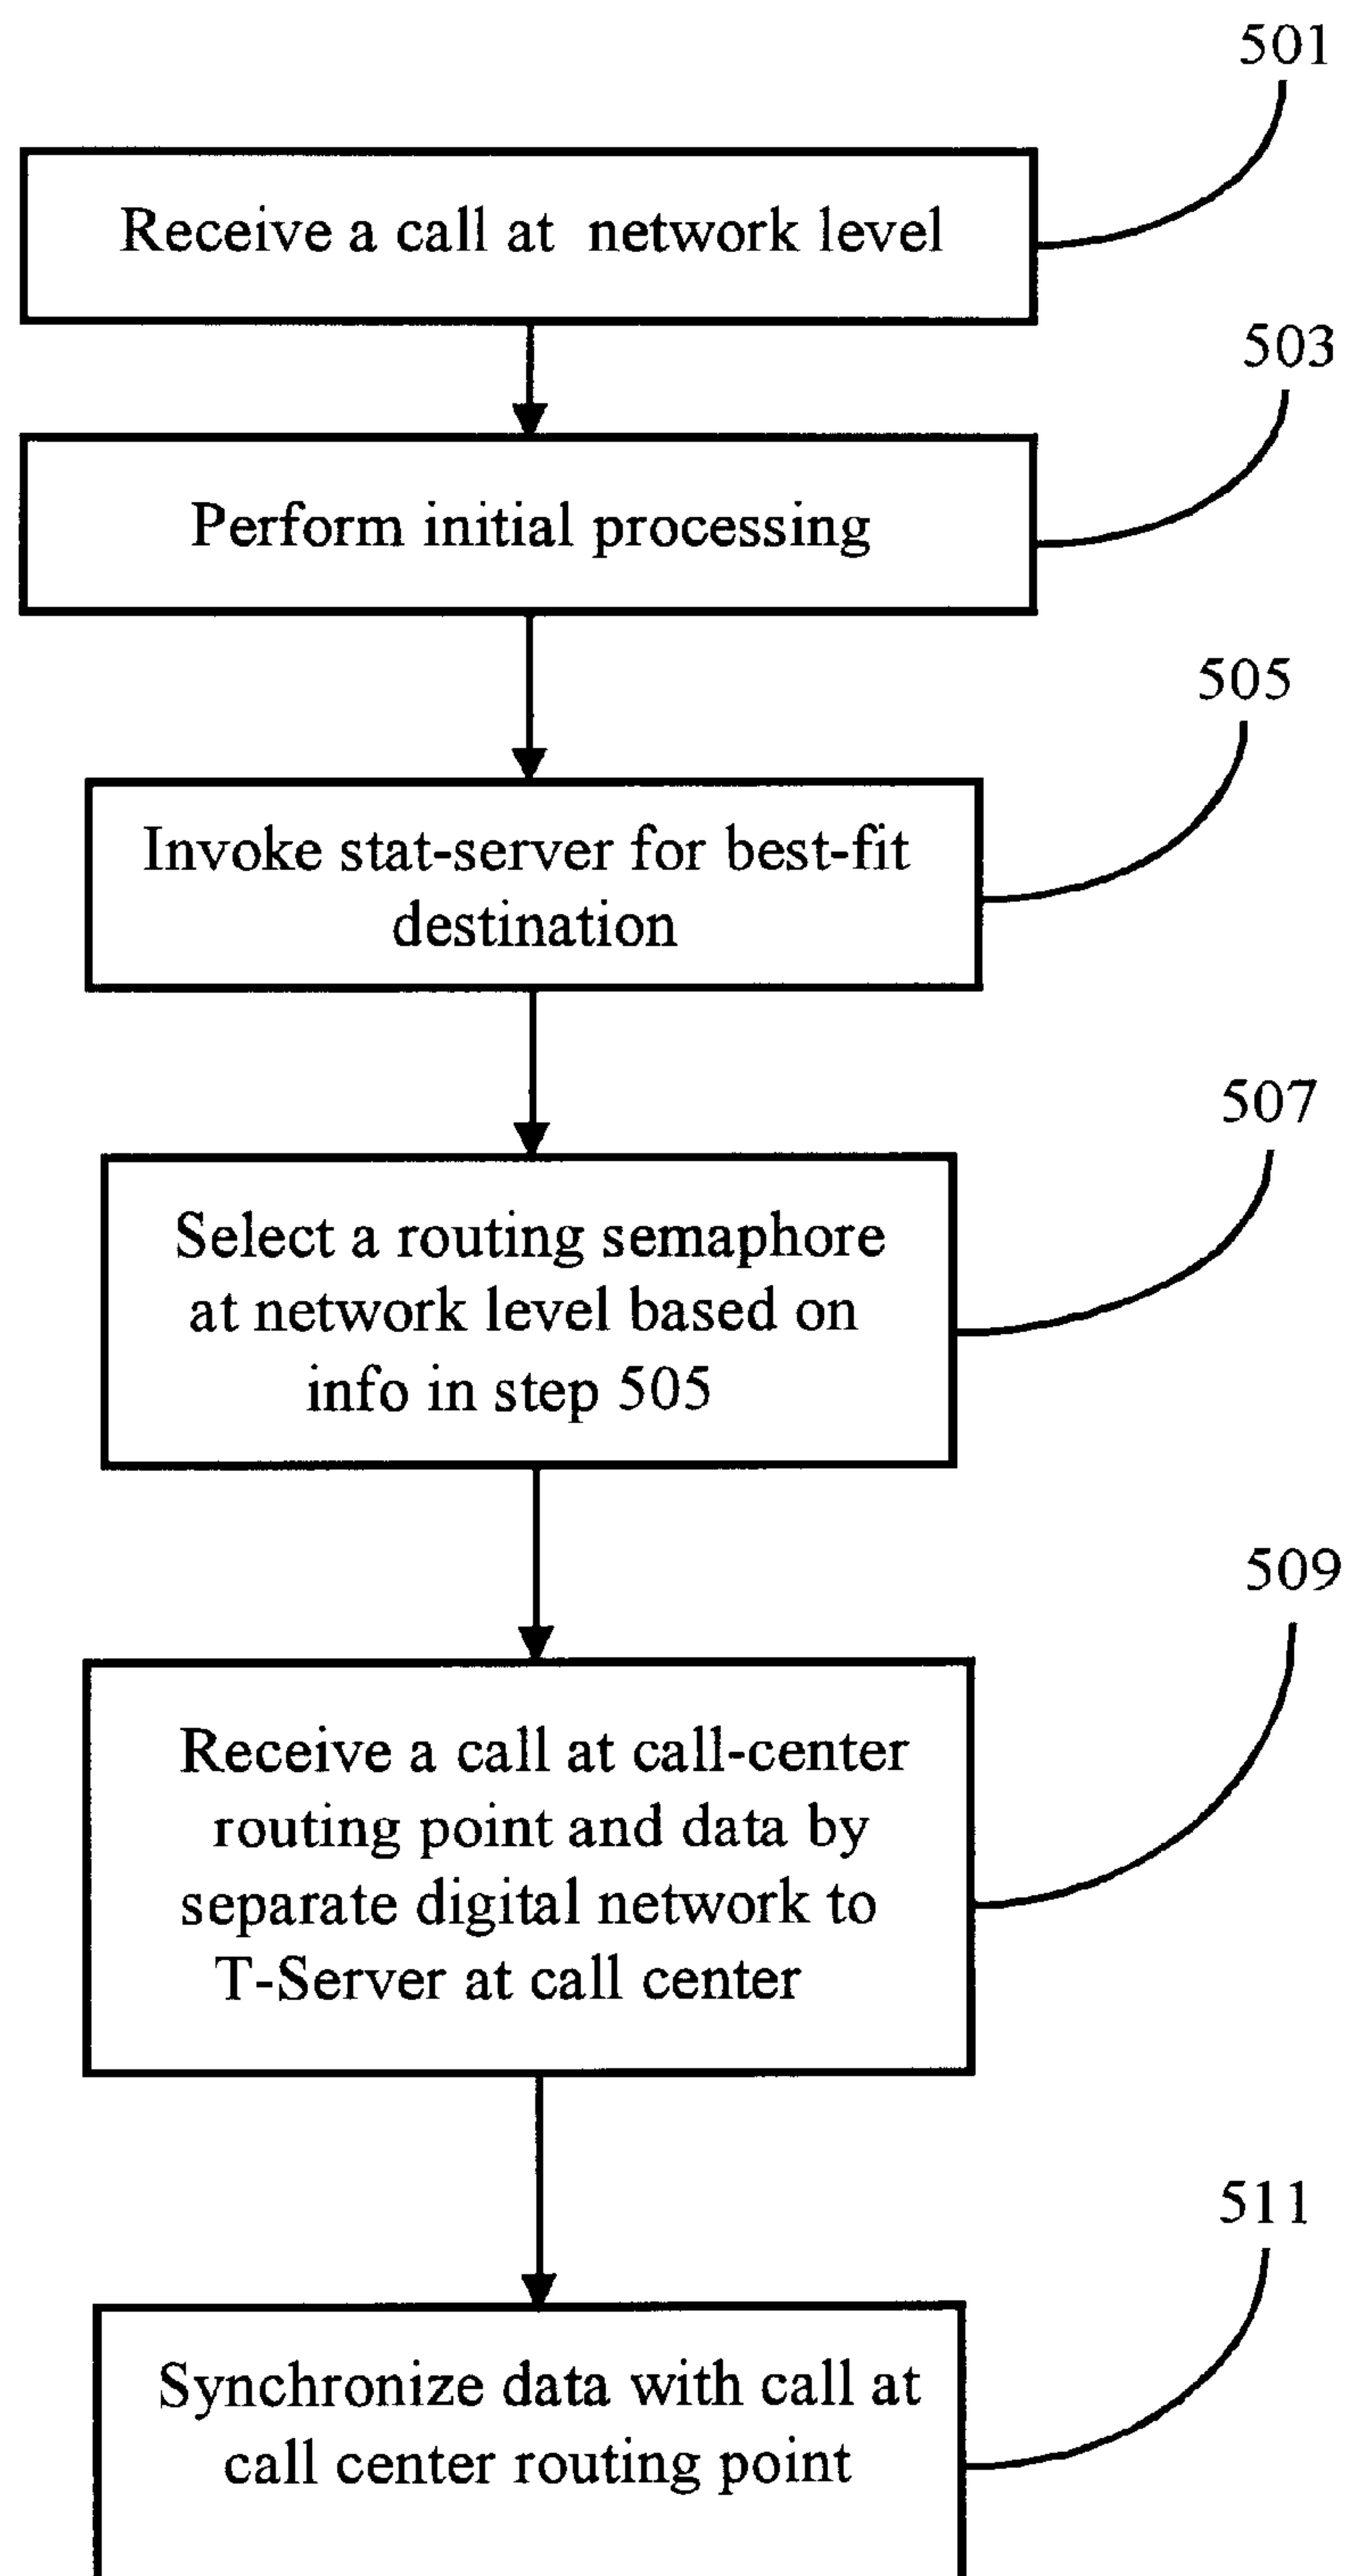 501
Receive a call at network level
503
Perform initial processing
505
Invoke stat-server for best-fit
destination
507
Select a routing semaphore
at network level based on
info in step 505
509
Receive a call at call-center
routing point and data by
separate digital network to
T-Server at call center
511
Synchronize data with call at
call center routing point